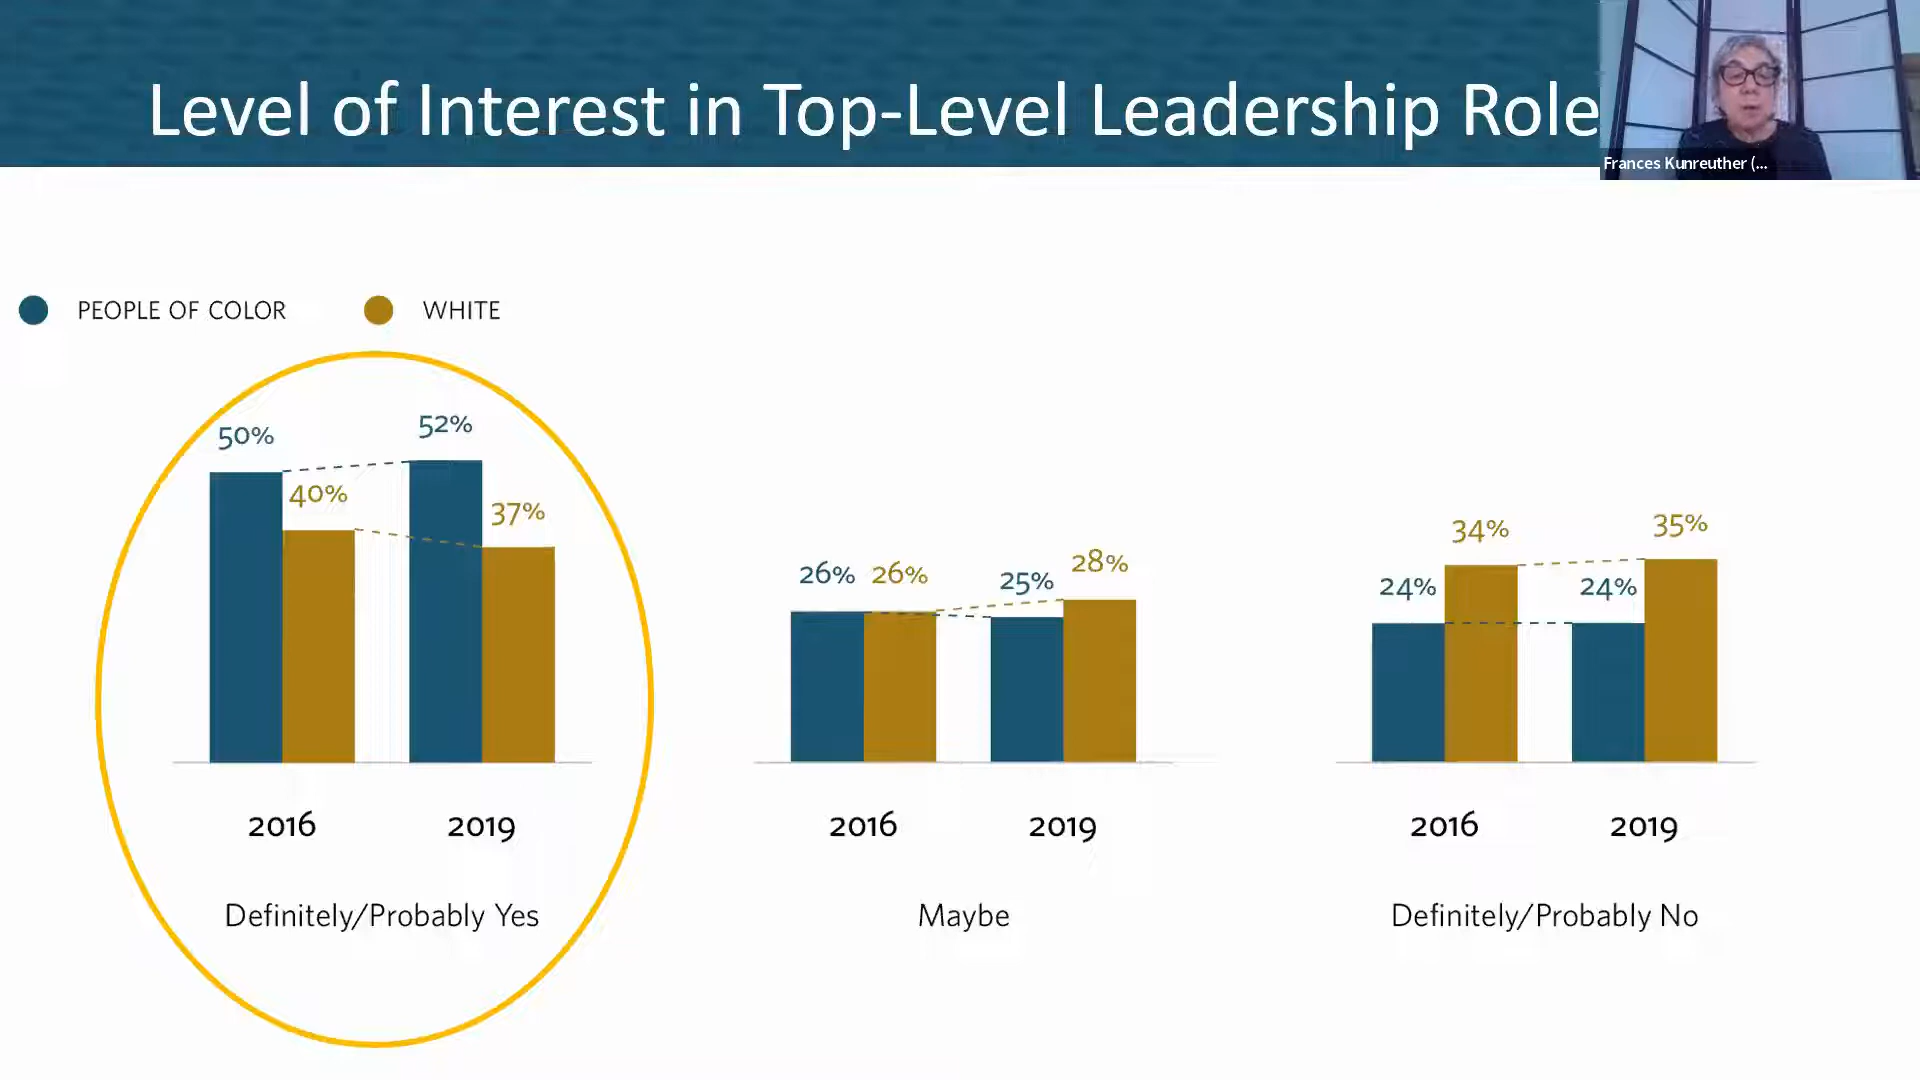 Level of Interest in Top-Level Leadership Role
Frances Kunreuther (...
PEOPLE OF COLOR WHITE
50% 40% 52% 37%
26% 26% 25% 28%
24% 34% 24% 35%
2016 2019 2016 2019 2016 2019
Definitely/Probably Yes Maybe Definitely/Probably No